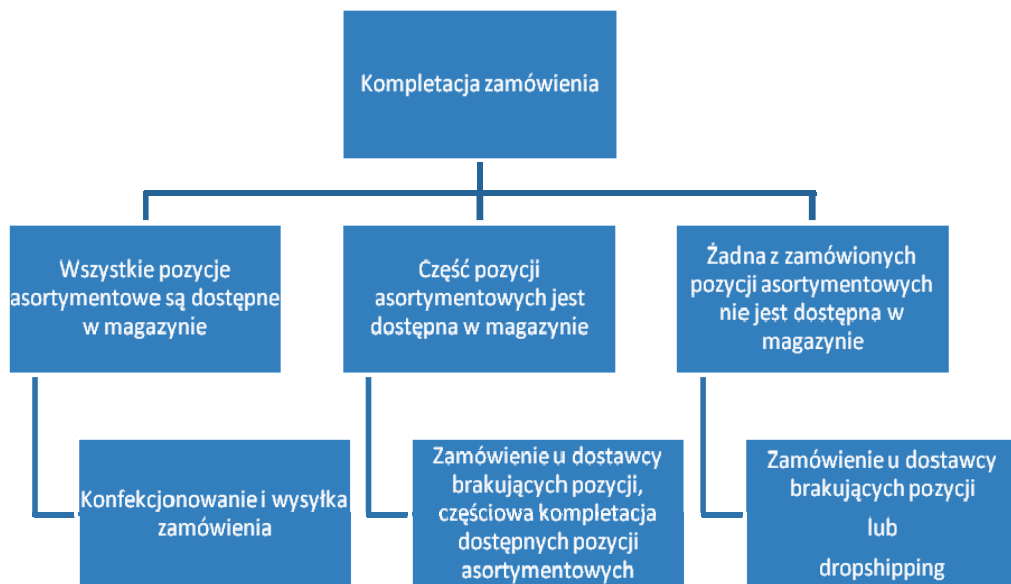 Kompletacja zamówienia
Wszystkie pozycje
asortymentowe są dostępne
w magazynie
Część pozycji
asortymentowych jest
dostępna w magazynie
Żadna z zamówionych
pozycji asortymentowych
nie jest dostępna w
magazynie
Konfekcjonowanie i wysyłka
zamówienia
Zamówienie u dostawcy
brakujących pozycji,
częściowa kompletacja
dostępnych pozycji
asortymentowych
Zamówienie u dostawcy
brakujących pozycji
lub
dropshipping